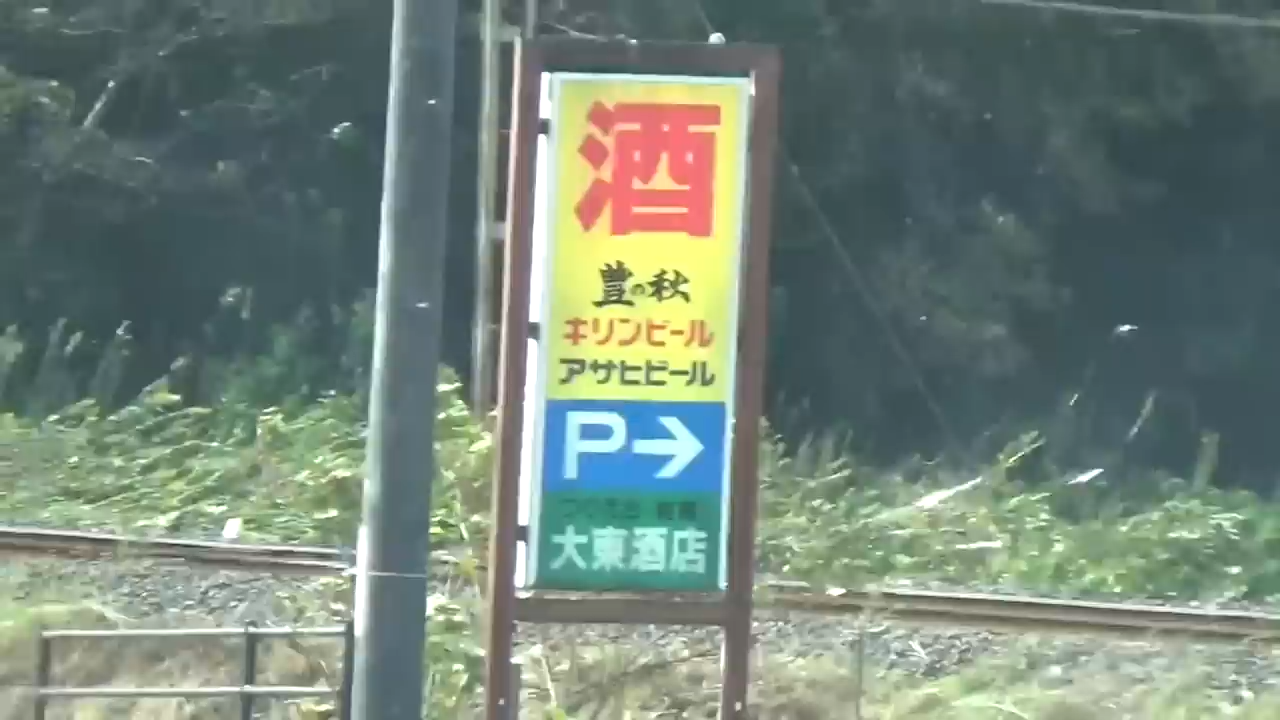 酒
豊の秋
キリンビール
アサヒビール
P→
大東酒店